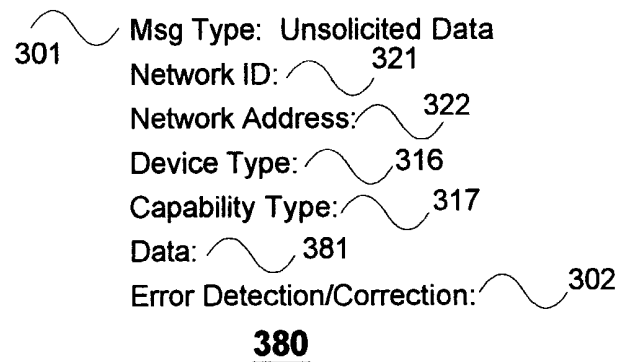 Msg Type: Unsolicited Data
301
Network ID: 321
Network Address: 322
Device Type: 316
Capability Type: 317
Data: 381
Error Detection/Correction: 302
380